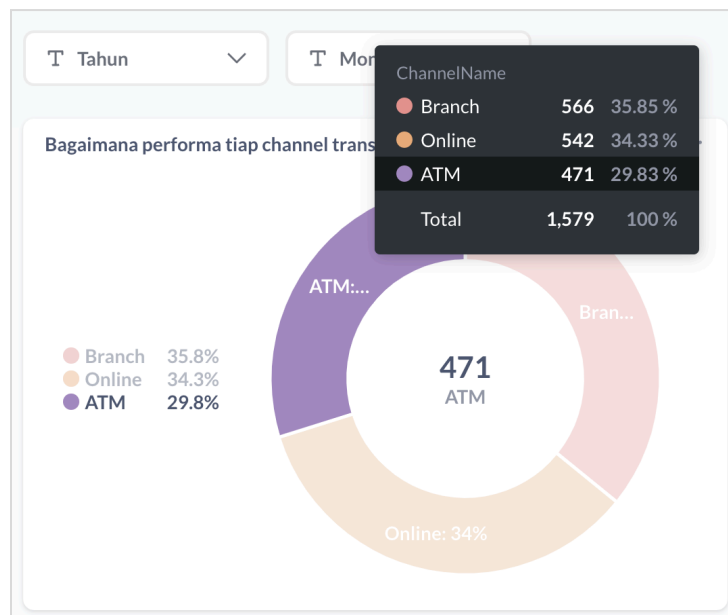 Tahun
Mor
ChannelName
Branch 566 35.85 %
Online 542 34.33 %
ATM 471 29.83 %
Total 1,579 100 %
Bagaimana performa tiap channel trans
ATM:...
Bran...
Branch 35.8%
Online 34.3%
ATM 29.8%
471
ATM
Online: 34%